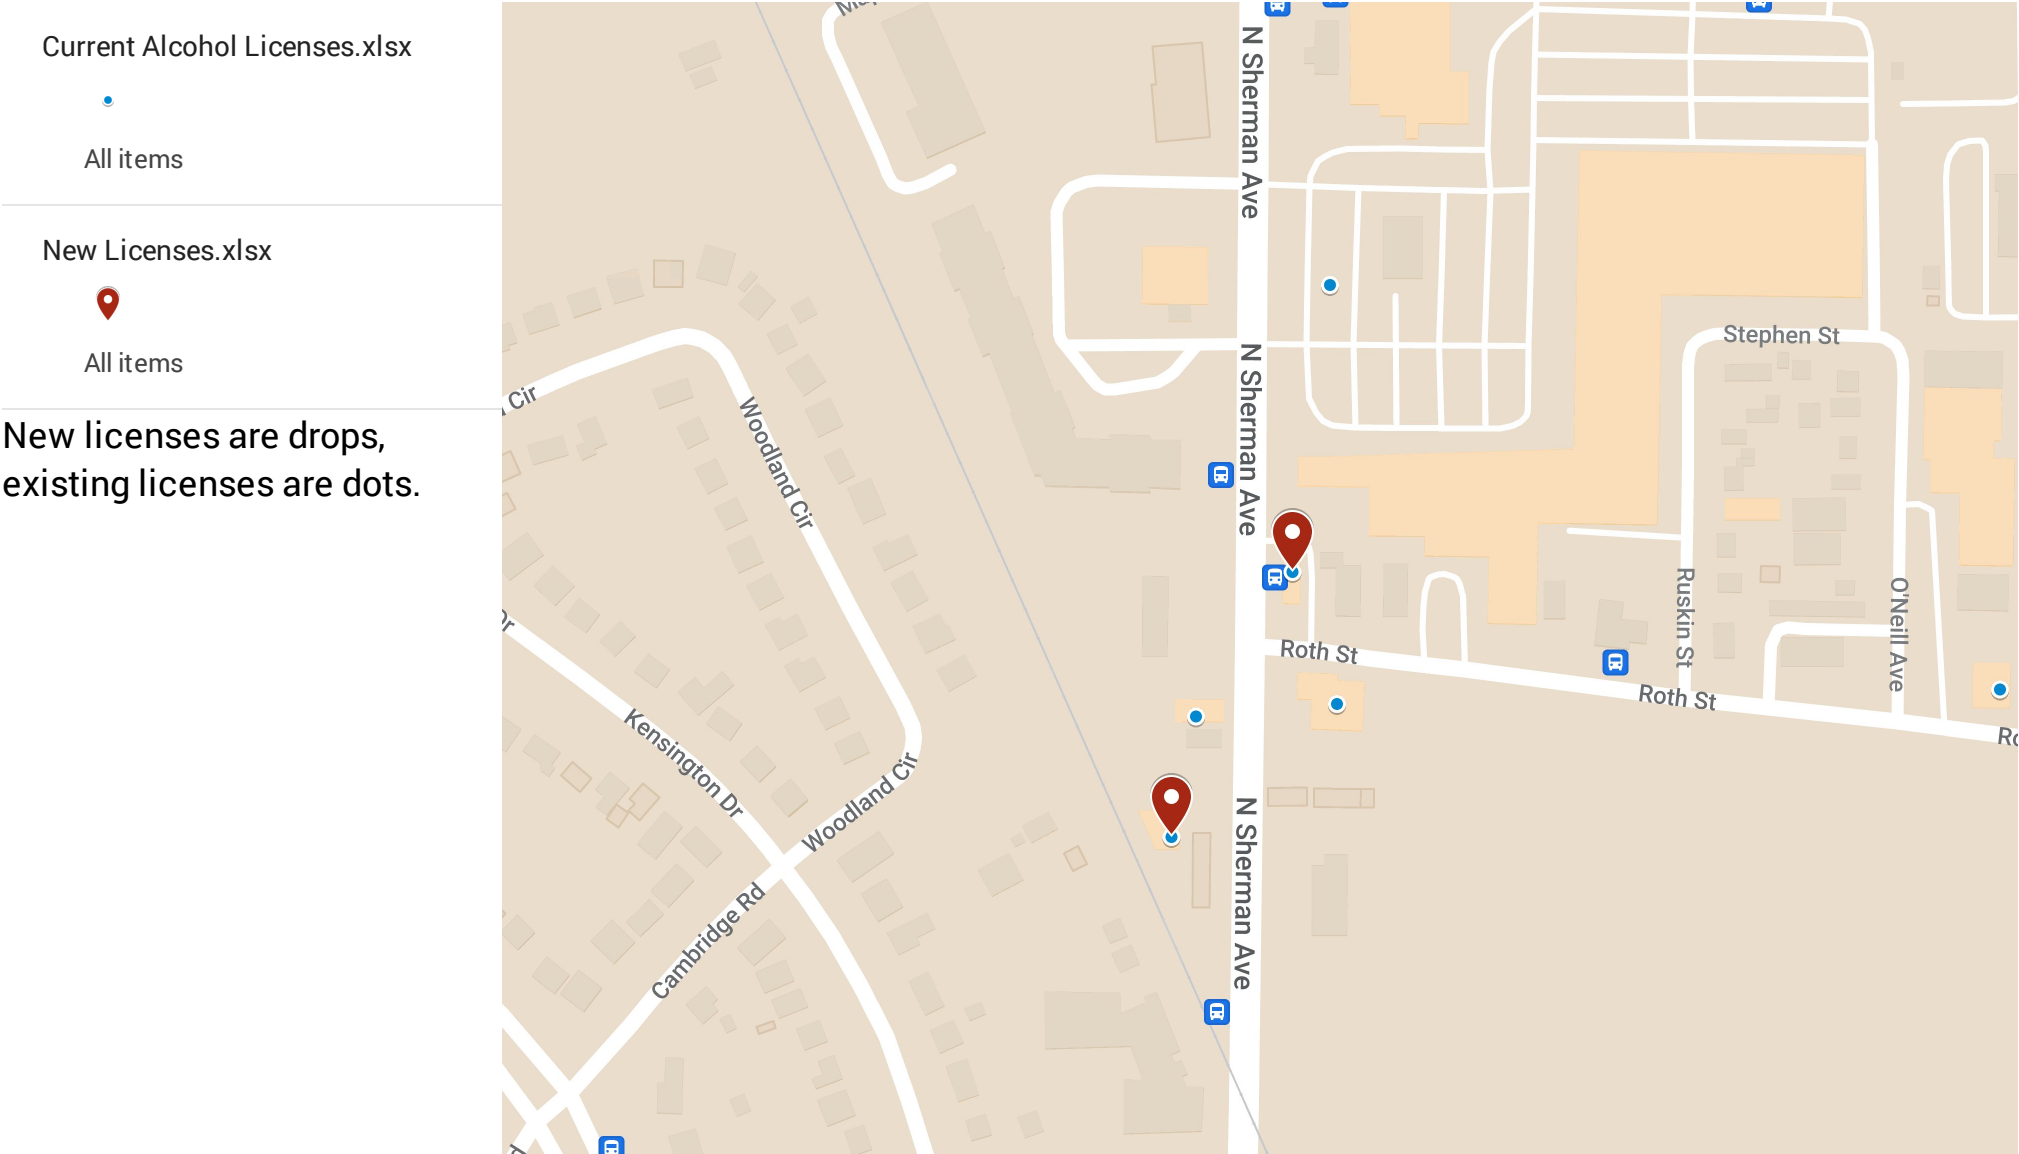 Current Alcohol Licenses.xlsx
All items
New Licenses.xlsx
All items
New licenses are drops,
existing licenses are dots.
N Sherman Ave
N Sherman Ave
N Sherman Ave
Stephen St
Cir
Woodland Cir
Woodland Cir
Dr
Kensington Dr
Cambridge Rd
Roth St
Roth St
Ruskin St
O'Neill Ave